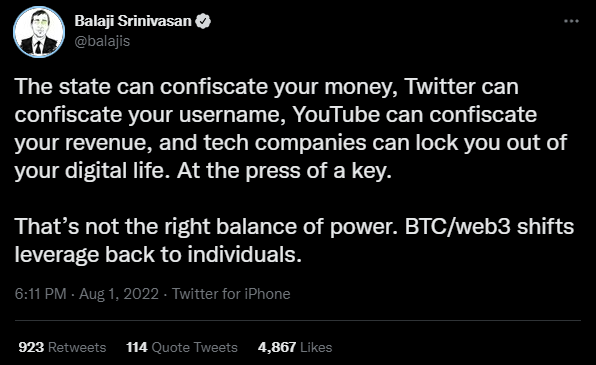 Balaji Srinivasan
@balajis
The state can confiscate your money, Twitter can
confiscate your username, YouTube can confiscate
your revenue, and tech companies can lock you out of
your digital life. At the press of a key.
That's not the right balance of power. BTC/web3 shifts
leverage back to individuals.
6:11 PM · Aug 1, 2022 · Twitter for iPhone
923 Retweets 114 Quote Tweets 4,867 Likes